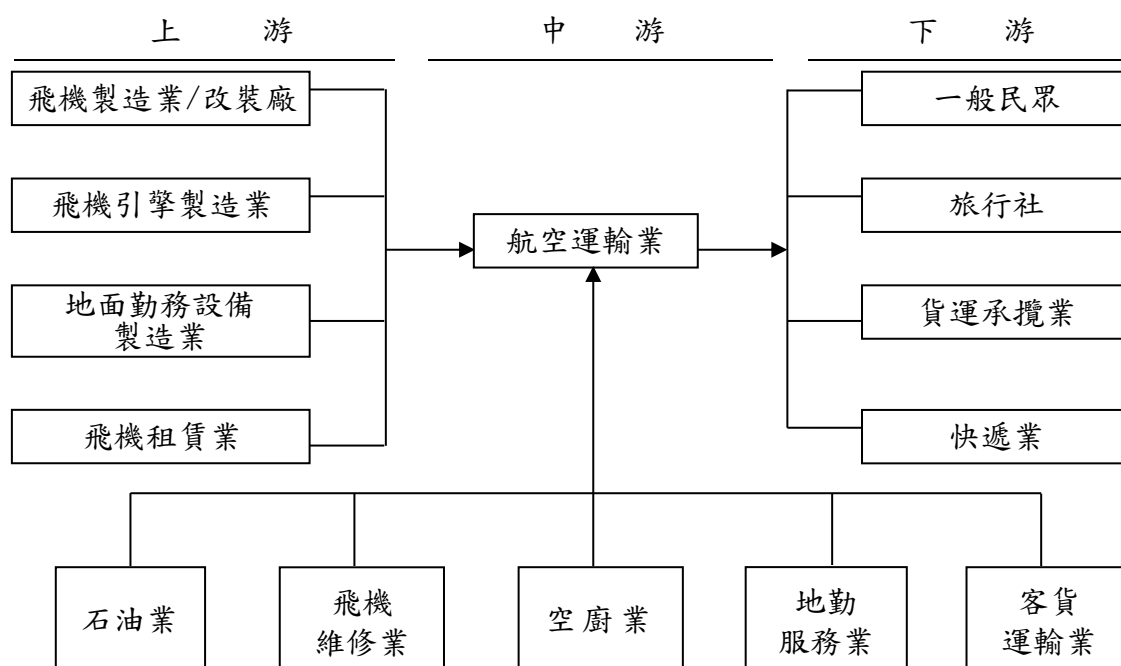 上游
中游
下游
飛機製造業/改裝廠
一般民眾
飛機引擎製造業
旅行社
航空運輸業
地面勤務設備
製造業
貨運承攬業
飛機租賃業
快遞業
石油業
飛機
維修業
空廚業
地勤
服務業
客貨
運輸業